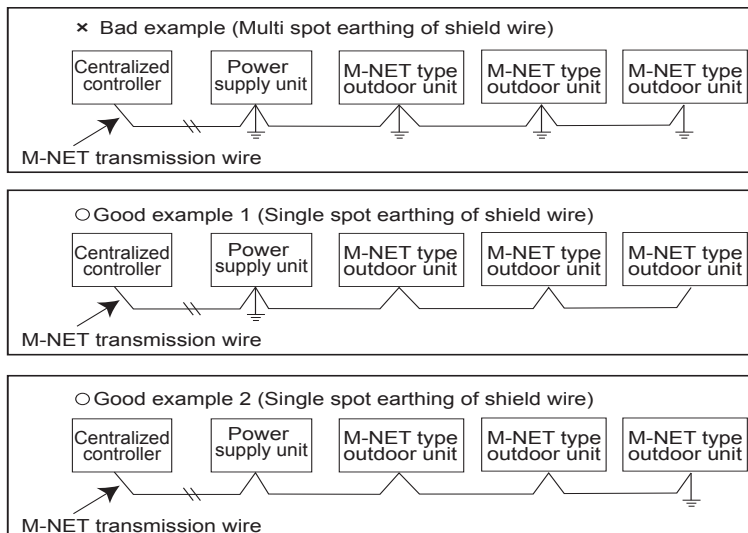 × Bad example (Multi spot earthing of shield wire)
Centralized controller
Power supply unit
M-NET type outdoor unit
M-NET type outdoor unit
M-NET type outdoor unit
M-NET transmission wire
○ Good example 1 (Single spot earthing of shield wire)
Centralized controller
Power supply unit
M-NET type outdoor unit
M-NET type outdoor unit
M-NET type outdoor unit
M-NET transmission wire
○ Good example 2 (Single spot earthing of shield wire)
Centralized controller
Power supply unit
M-NET type outdoor unit
M-NET type outdoor unit
M-NET type outdoor unit
M-NET transmission wire